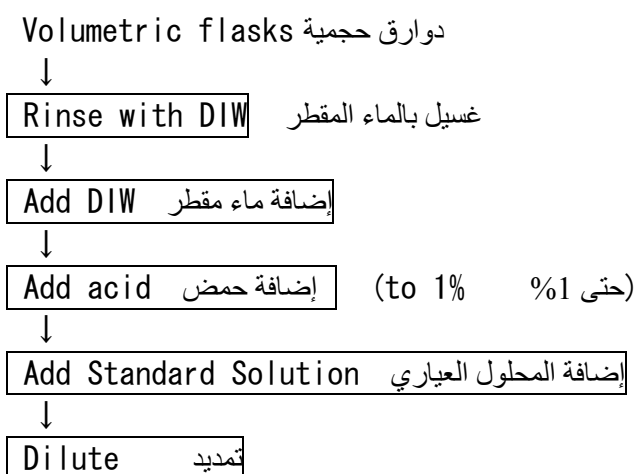 Volumetric flasks دوارق حجمية
↓
Rinse with DIW غسيل بالماء المقطر
↓
Add DIW إضافة ماء مقطر
↓
Add acid إضافة حمض (to 1% حتى 1%)
↓
Add Standard Solution إضافة المحلول العياري
↓
Dilute تمديد